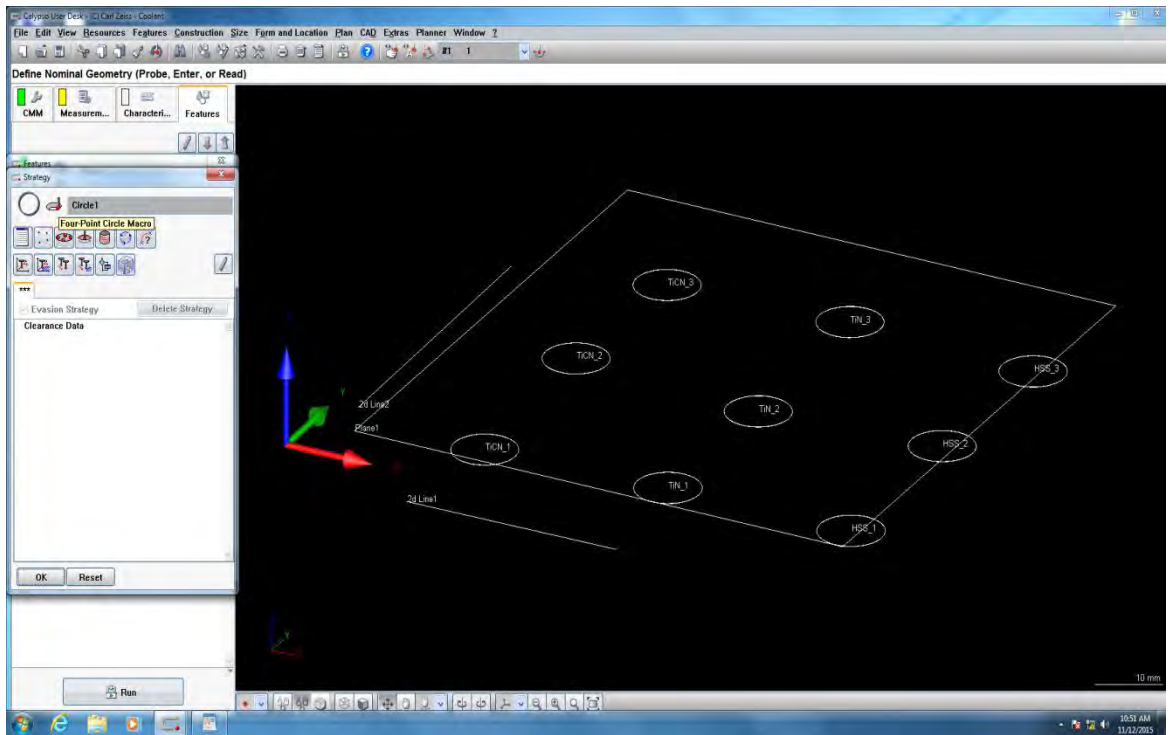 Calypso User Desk - (C) Carl Zeiss - Coolant
File Edit View Resources Features Construction Size Form and Location Plan CAD Extras Planner Window ?
#1 1
Define Nominal Geometry (Probe, Enter, or Read)
CMM Measurem... Characteri... Features
Features
Strategy
Circle1
Four-Point Circle Macro
***
Evasion Strategy Delete Strategy
Clearance Data
OK Reset
Run
TiCN_3
TiN_3
TiCN_2
HSS_3
2d Line2
TiN_2
Plane1
TiCN_1
HSS_2
TiN_1
2d Line1
HSS_1
Y
Y
10 mm
10:51 AM
11/12/2015